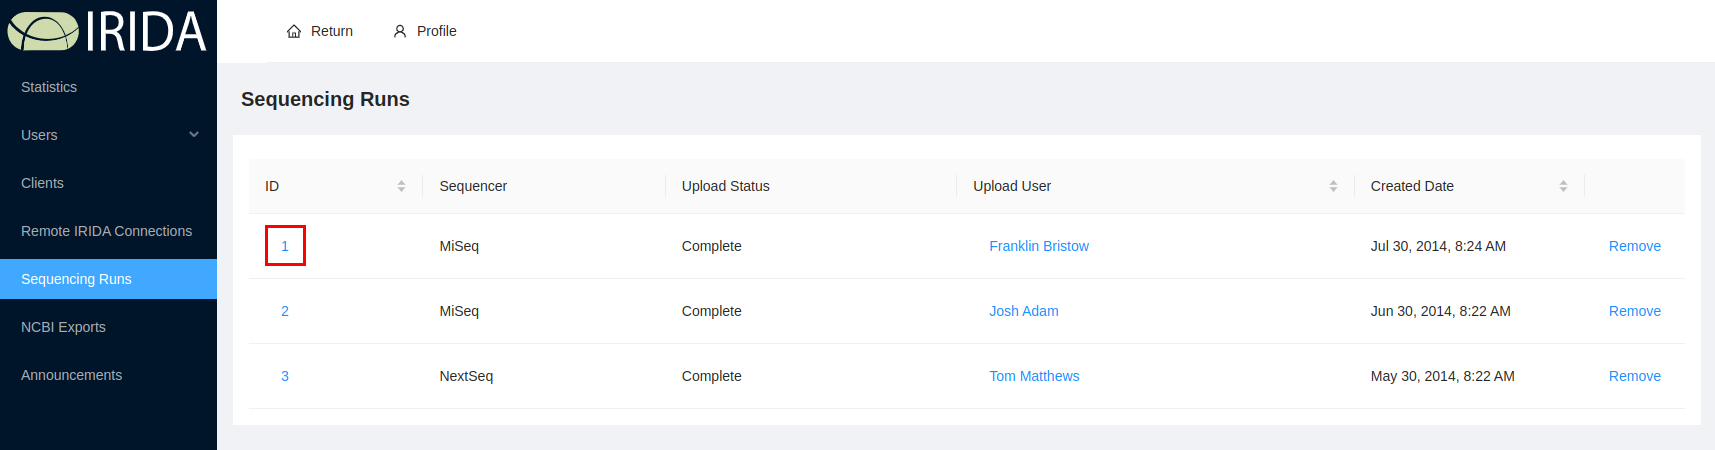 IRIDA
Return Profile
Statistics
Users
Clients
Remote IRIDA Connections
Sequencing Runs
NCBI Exports
Announcements
Sequencing Runs
ID Sequencer Upload Status Upload User Created Date
1 MiSeq Complete Franklin Bristow Jul 30, 2014, 8:24 AM Remove
2 MiSeq Complete Josh Adam Jun 30, 2014, 8:22 AM Remove
3 NextSeq Complete Tom Matthews May 30, 2014, 8:22 AM Remove